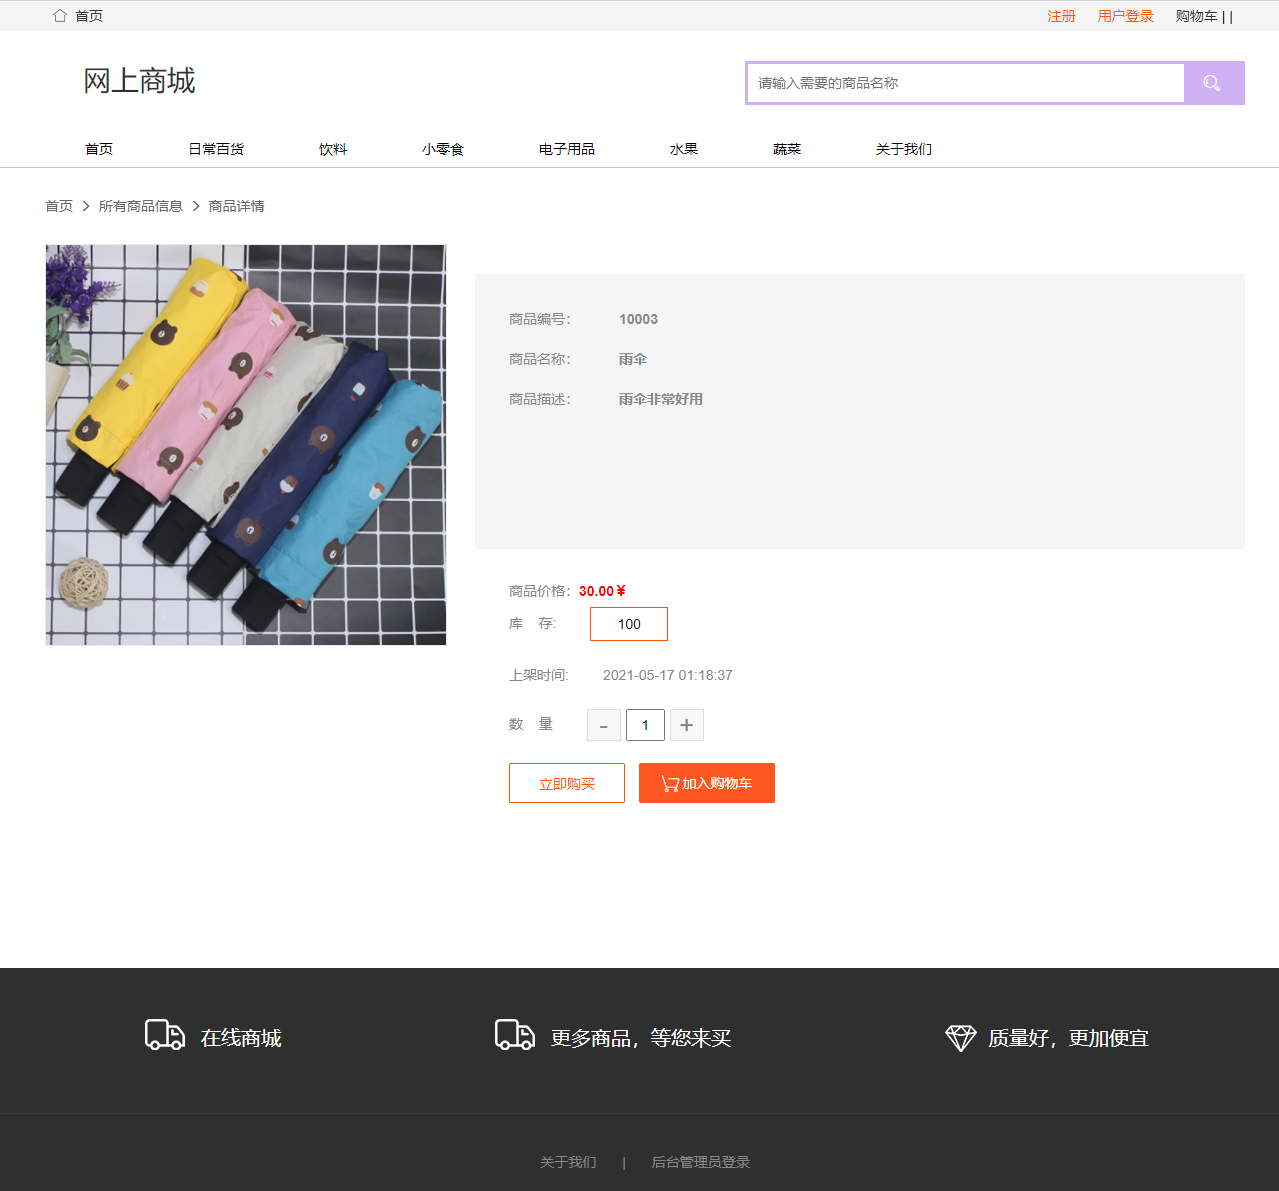 首页
注册 用户登录 购物车 | |
网上商城
请输入需要的商品名称
首页 日常百货 饮料 小零食 电子用品 水果 蔬菜 关于我们
首页 > 所有商品信息 > 商品详情
商品编号： 10003
商品名称： 雨伞
商品描述： 雨伞非常好用
商品价格：30.00¥
库 存: 100
上架时间: 2021-05-17 01:18:37
数 量 - 1 +
立即购买 加入购物车
在线商城 更多商品，等您来买 质量好，更加便宜
关于我们 | 后台管理员登录